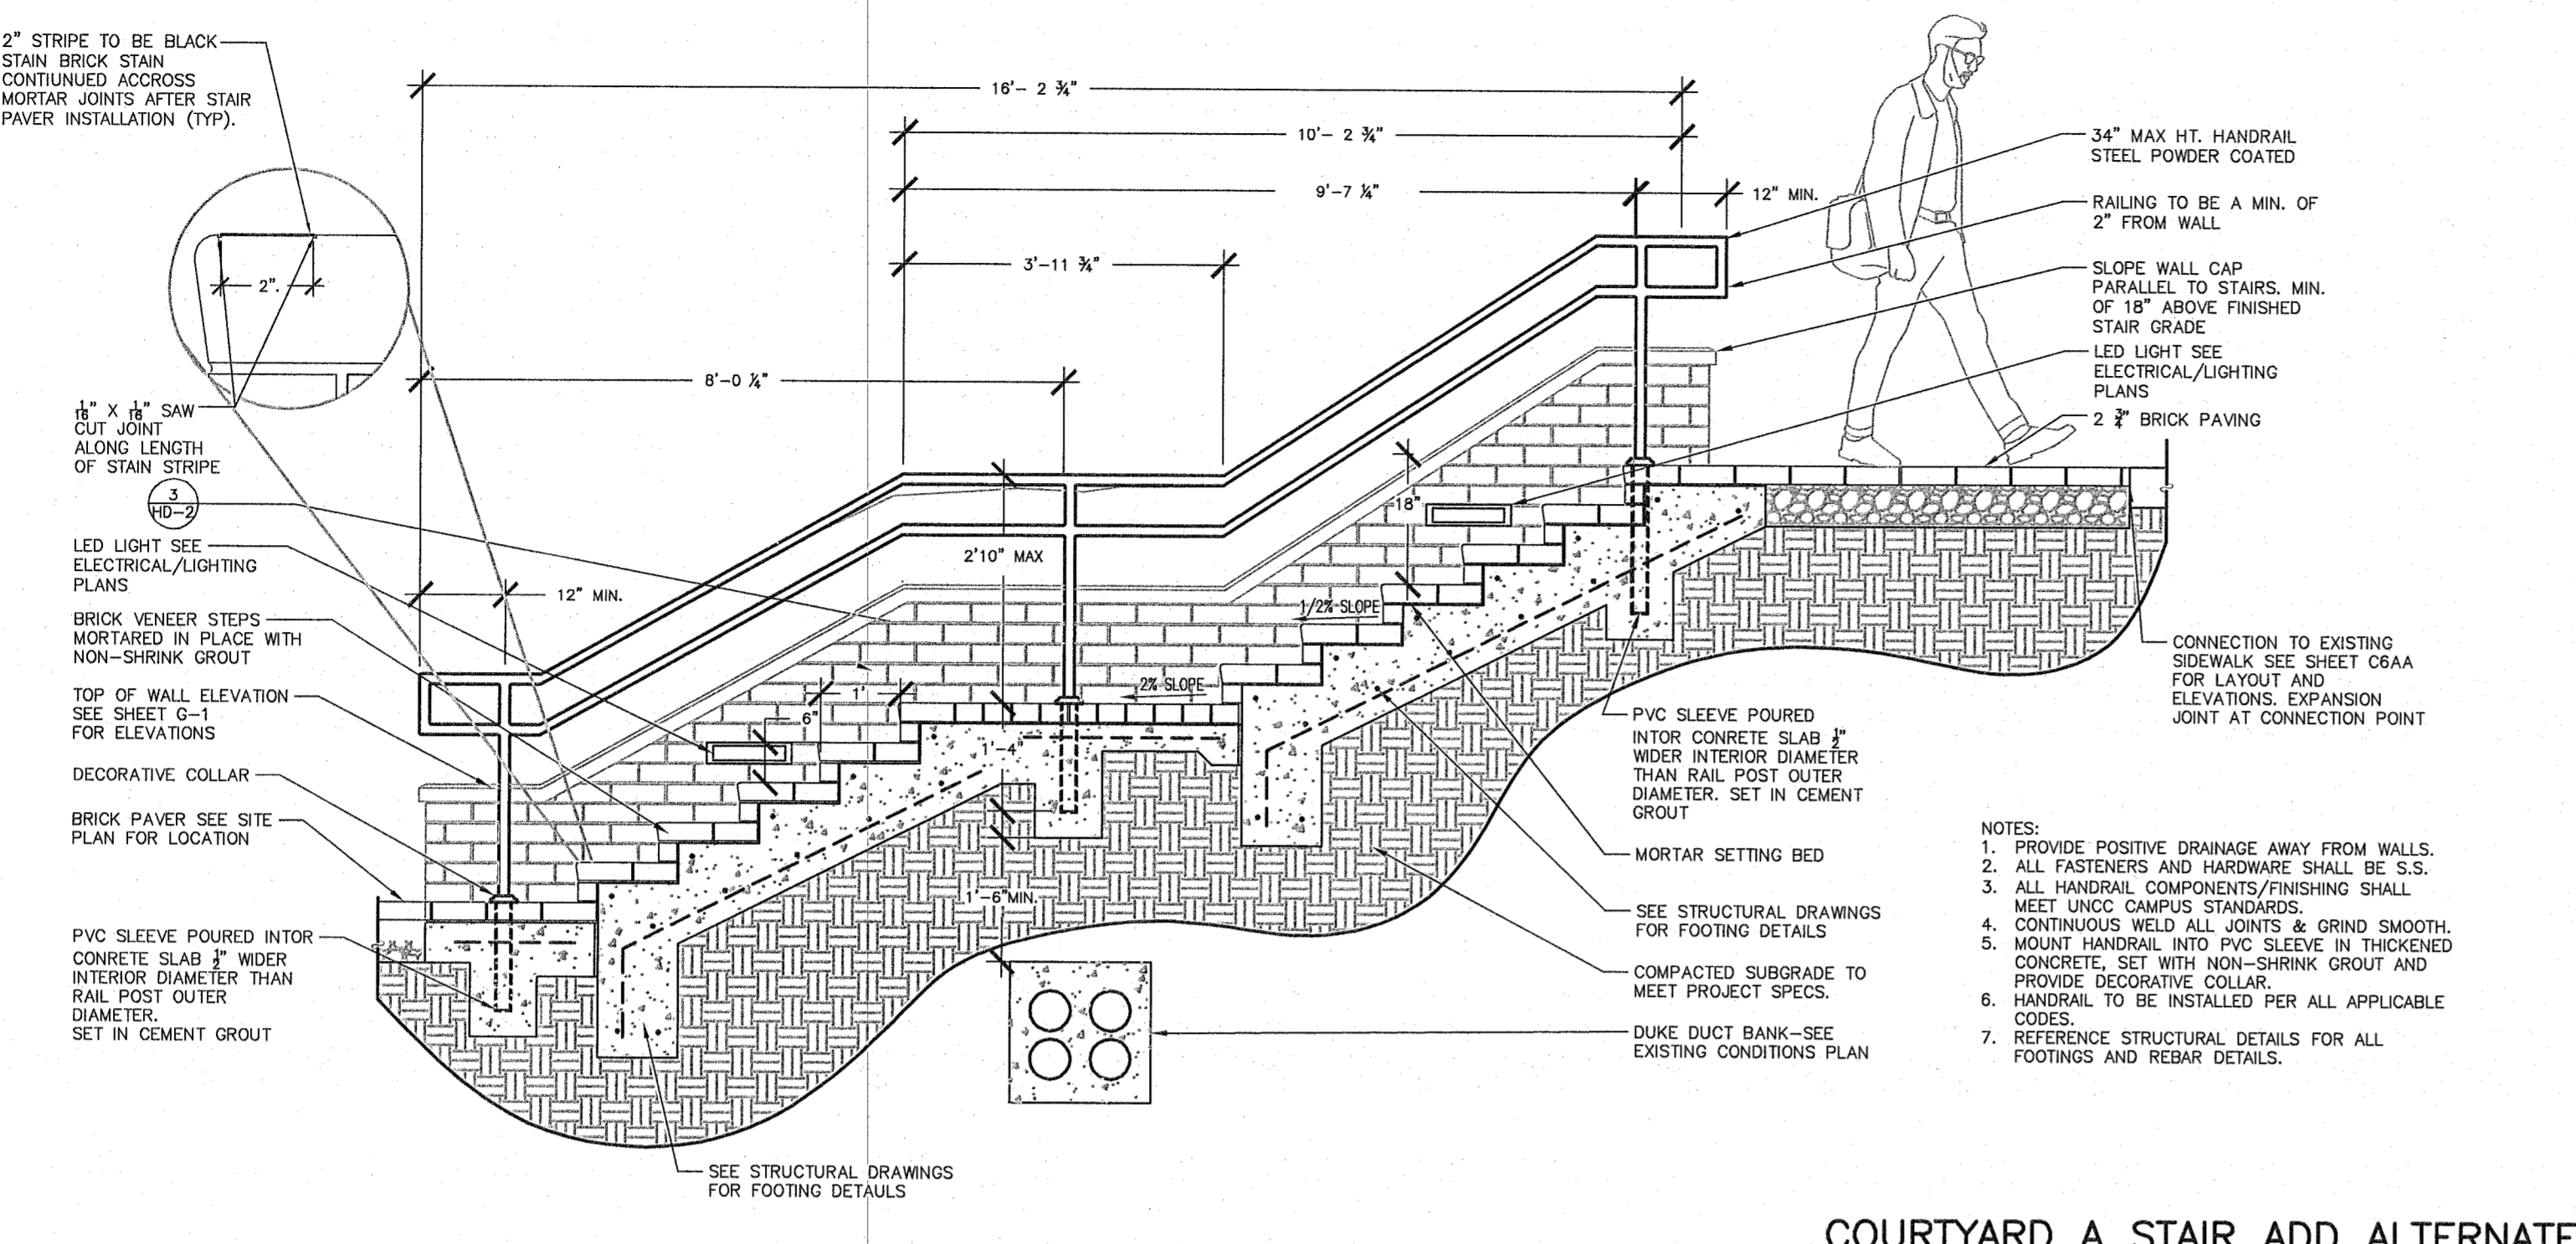 2" STRIPE TO BE BLACK
STAIN BRICK STAIN
CONTIUNUED ACCROSS
MORTAR JOINTS AFTER STAIR
PAVER INSTALLATION (TYP).
2".
1/16" X 1/16" SAW
CUT JOINT
ALONG LENGTH
OF STAIN STRIPE
3
HD-2
LED LIGHT SEE
ELECTRICAL/LIGHTING
PLANS
BRICK VENEER STEPS
MORTARED IN PLACE WITH
NON-SHRINK GROUT
TOP OF WALL ELEVATION
SEE SHEET G-1
FOR ELEVATIONS
DECORATIVE COLLAR
BRICK PAVER SEE SITE
PLAN FOR LOCATION
PVC SLEEVE POURED INTOR
CONRETE SLAB ½" WIDER
INTERIOR DIAMETER THAN
RAIL POST OUTER
DIAMETER.
SET IN CEMENT GROUT
16'- 2 ¾"
10'- 2 ¾"
9'-7 ¼"
12" MIN.
3'-11 ¾"
8'-0 ¼"
18"
2'10" MAX
12" MIN.
1/2% SLOPE
2% SLOPE
1'
6"
1'-4"
1'-6"MIN.
SEE STRUCTURAL DRAWINGS
FOR FOOTING DETAULS
34" MAX HT. HANDRAIL
STEEL POWDER COATED
RAILING TO BE A MIN. OF
2" FROM WALL
SLOPE WALL CAP
PARALLEL TO STAIRS. MIN.
OF 18" ABOVE FINISHED
STAIR GRADE
LED LIGHT SEE
ELECTRICAL/LIGHTING
PLANS
2 ¾" BRICK PAVING
CONNECTION TO EXISTING
SIDEWALK SEE SHEET C6AA
FOR LAYOUT AND
ELEVATIONS. EXPANSION
JOINT AT CONNECTION POINT
PVC SLEEVE POURED
INTOR CONRETE SLAB ½"
WIDER INTERIOR DIAMETER
THAN RAIL POST OUTER
DIAMETER. SET IN CEMENT
GROUT
MORTAR SETTING BED
SEE STRUCTURAL DRAWINGS
FOR FOOTING DETAILS
COMPACTED SUBGRADE TO
MEET PROJECT SPECS.
DUKE DUCT BANK-SEE
EXISTING CONDITIONS PLAN
NOTES:
1. PROVIDE POSITIVE DRAINAGE AWAY FROM WALLS.
2. ALL FASTENERS AND HARDWARE SHALL BE S.S.
3. ALL HANDRAIL COMPONENTS/FINISHING SHALL
MEET UNCC CAMPUS STANDARDS.
4. CONTINUOUS WELD ALL JOINTS & GRIND SMOOTH.
5. MOUNT HANDRAIL INTO PVC SLEEVE IN THICKENED
CONCRETE, SET WITH NON-SHRINK GROUT AND
PROVIDE DECORATIVE COLLAR.
6. HANDRAIL TO BE INSTALLED PER ALL APPLICABLE
CODES.
7. REFERENCE STRUCTURAL DETAILS FOR ALL
FOOTINGS AND REBAR DETAILS.
COURTYARD A STAIR ADD ALTERNATE